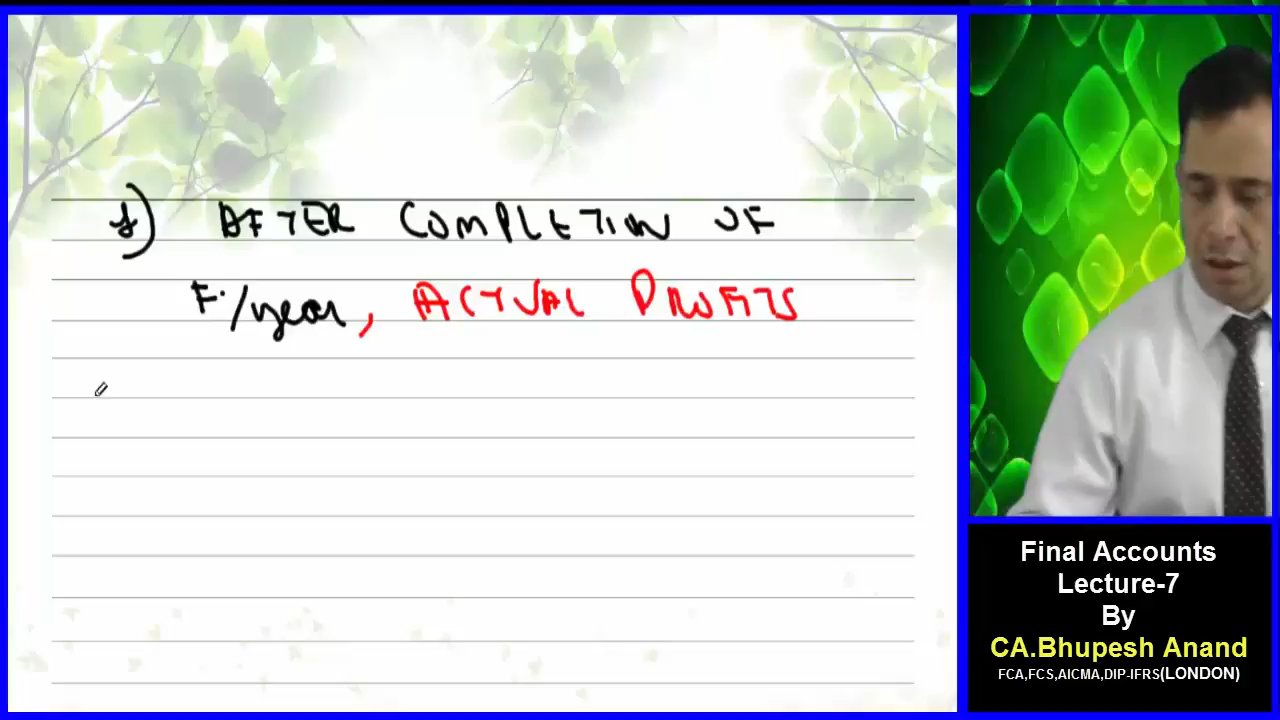 AFTER COMPLETION OF
F./year, ACTUAL PROFITS
Final Accounts
Lecture-7
By
CA.Bhupesh Anand
FCA,FCS,AICMA,DIP-IFRS(LONDON)